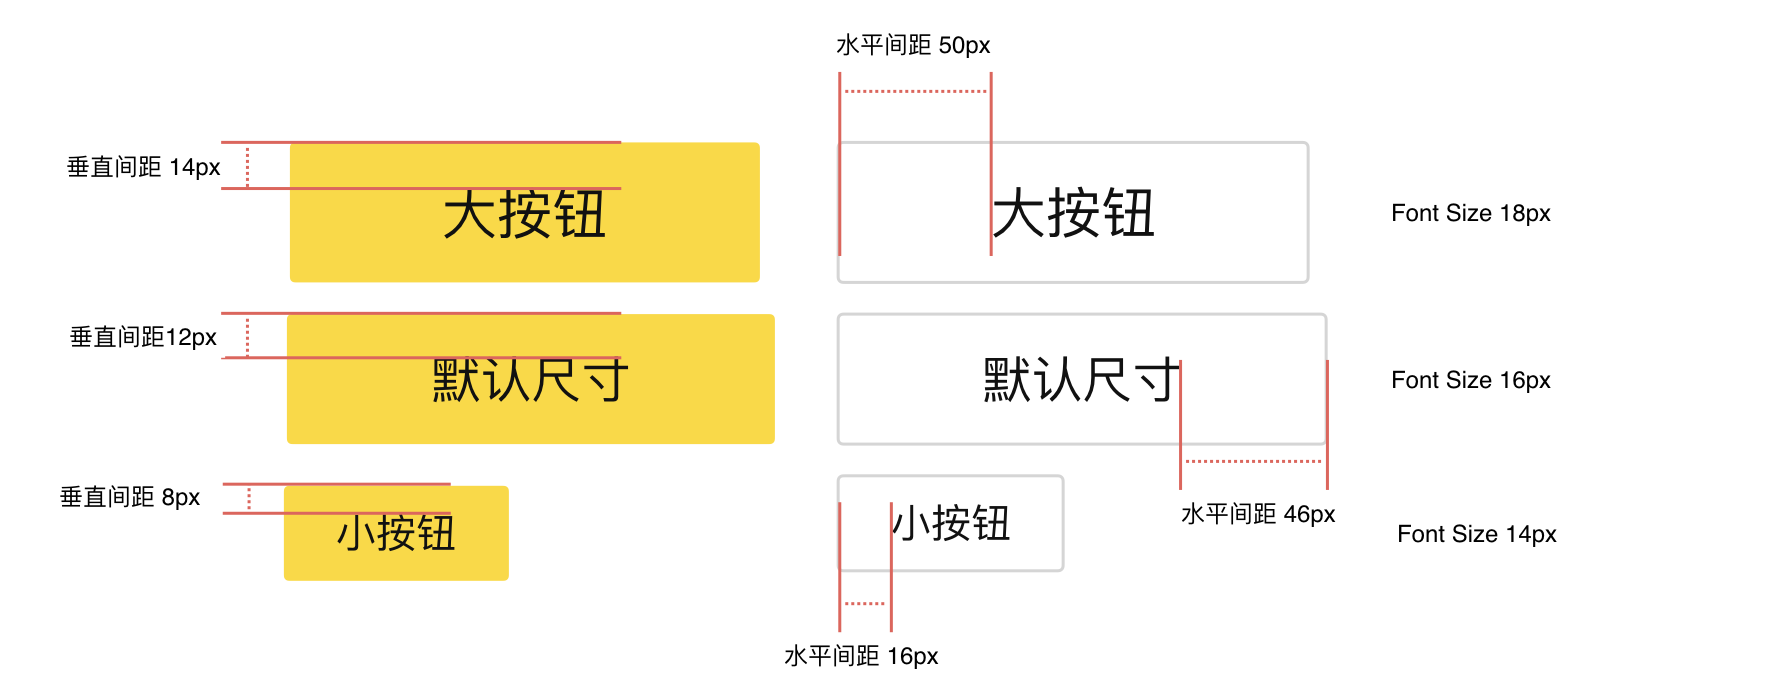 水平间距 50px
垂直间距 14px
大按钮
大按钮
Font Size 18px
垂直间距12px
默认尺寸
默认尺寸
Font Size 16px
垂直间距 8px
小按钮
小按钮
水平间距 46px
Font Size 14px
水平间距 16px